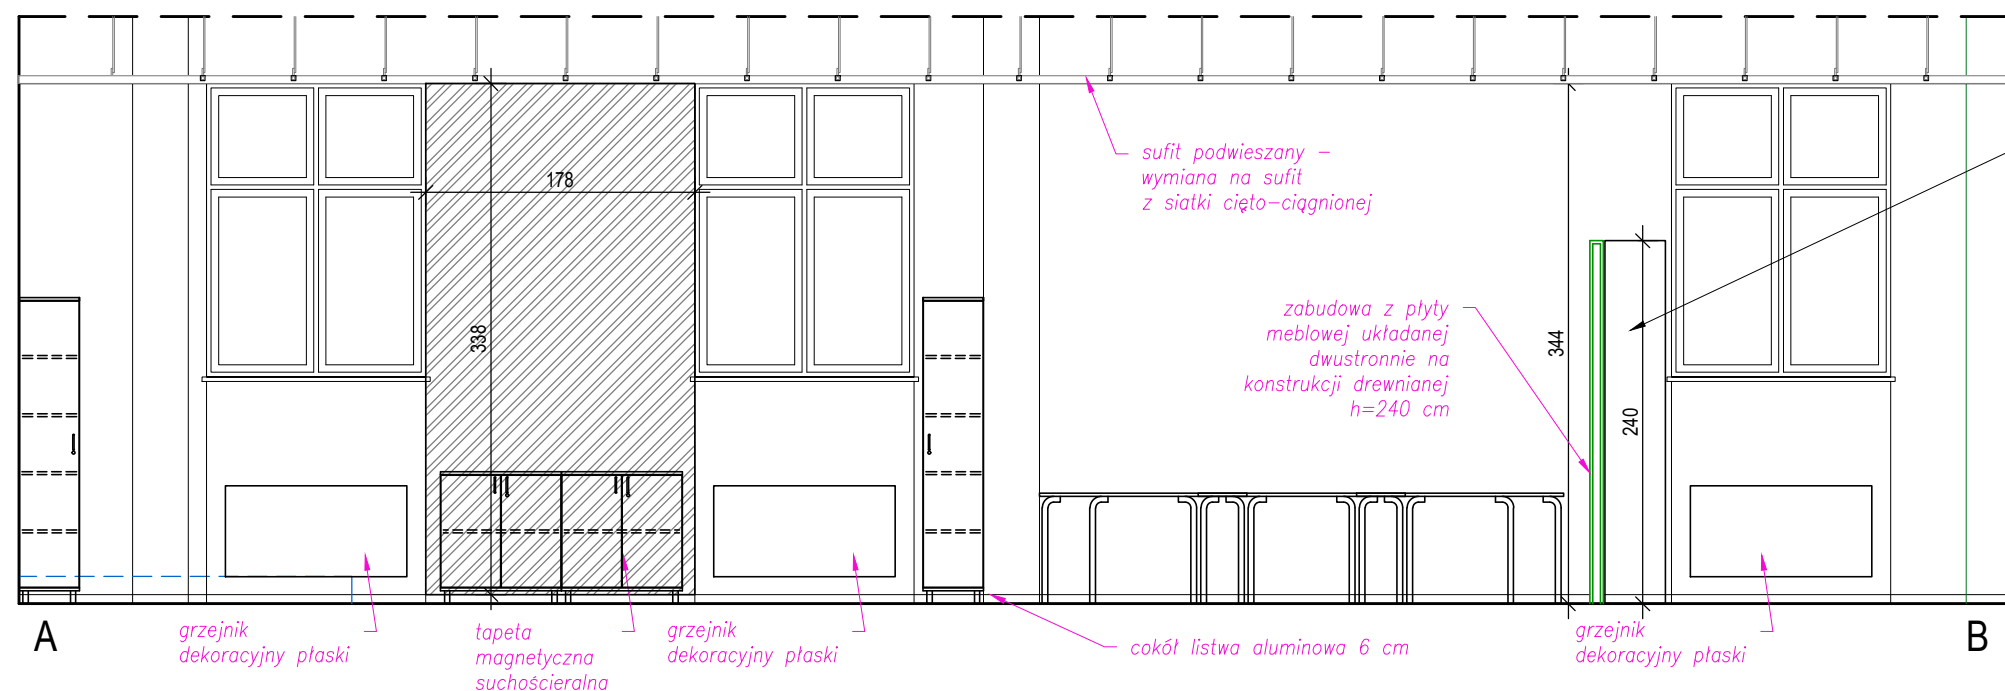 sufit podwieszany –
wymiana na sufit
z siatki cięto–ciągnionej
178
338
zabudowa z płyty
meblowej układanej
dwustronnie na
konstrukcji drewnianej
h=240 cm
344
240
A
grzejnik
dekoracyjny płaski
tapeta
magnetyczna
suchościeralna
grzejnik
dekoracyjny płaski
cokół listwa aluminowa 6 cm
grzejnik
dekoracyjny płaski
B